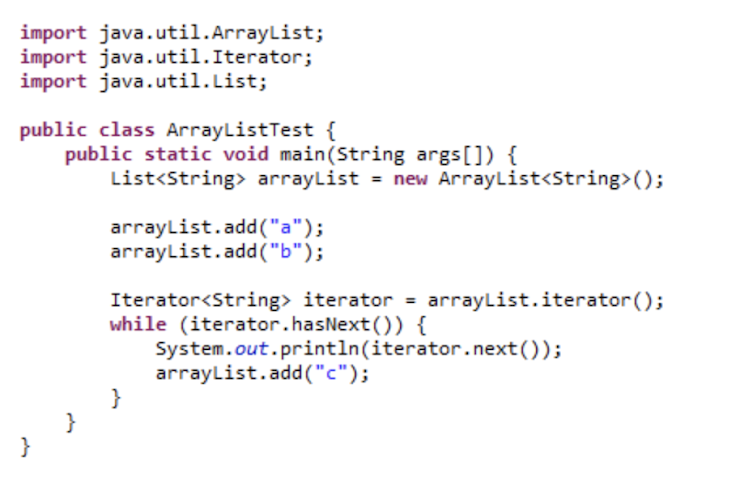 import java.util.ArrayList;
import java.util.Iterator;
import java.util.List;

public class ArrayListTest {
    public static void main(String args[]) {
        List<String> arrayList = new ArrayList<String>();

        arrayList.add("a");
        arrayList.add("b");

        Iterator<String> iterator = arrayList.iterator();
        while (iterator.hasNext()) {
            System.out.println(iterator.next());
            arrayList.add("c");
        }
    }
}